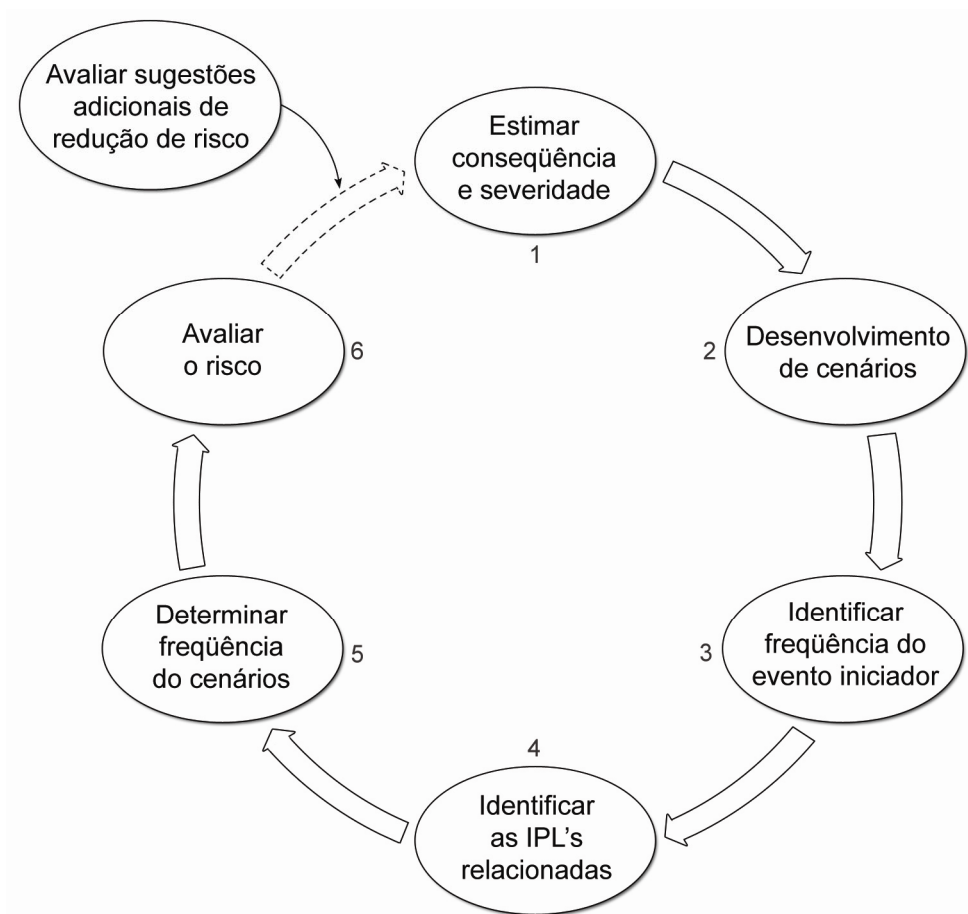 Avaliar sugestões
adicionais de
redução de risco
Estimar
conseqüência
e severidade
1
2
Desenvolvimento
de cenários
3
Identificar
freqüência do
evento iniciador
4
Identificar
as IPL's
relacionadas
Determinar
freqüência
do cenários
5
Avaliar
o risco
6